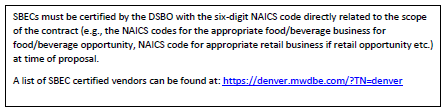 SBECs must be certified by the DSBO with the six-digit NAICS code directly related to the scope
of the contract (e.g., the NAICS codes for the appropriate food/beverage business for
food/beverage opportunity, NAICS code for appropriate retail business if retail opportunity etc.)
at time of proposal.
A list of SBEC certified vendors can be found at: https://denver.mwdbe.com/?TN=denver